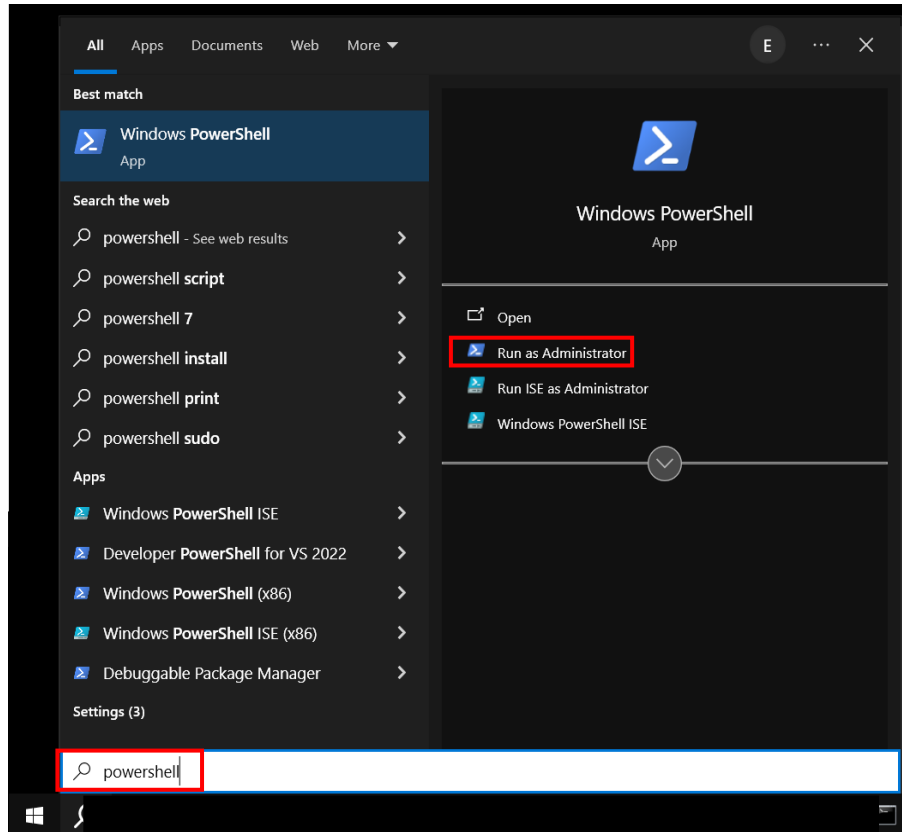 All Apps Documents Web More E ...
Best match
Windows PowerShell
App
Search the web
powershell - See web results
powershell script
powershell 7
powershell install
powershell print
powershell sudo
Apps
Windows PowerShell ISE
Developer PowerShell for VS 2022
Windows PowerShell (x86)
Windows PowerShell ISE (x86)
Debuggable Package Manager
Settings (3)
powershell
Windows PowerShell
App
Open
Run as Administrator
Run ISE as Administrator
Windows PowerShell ISE